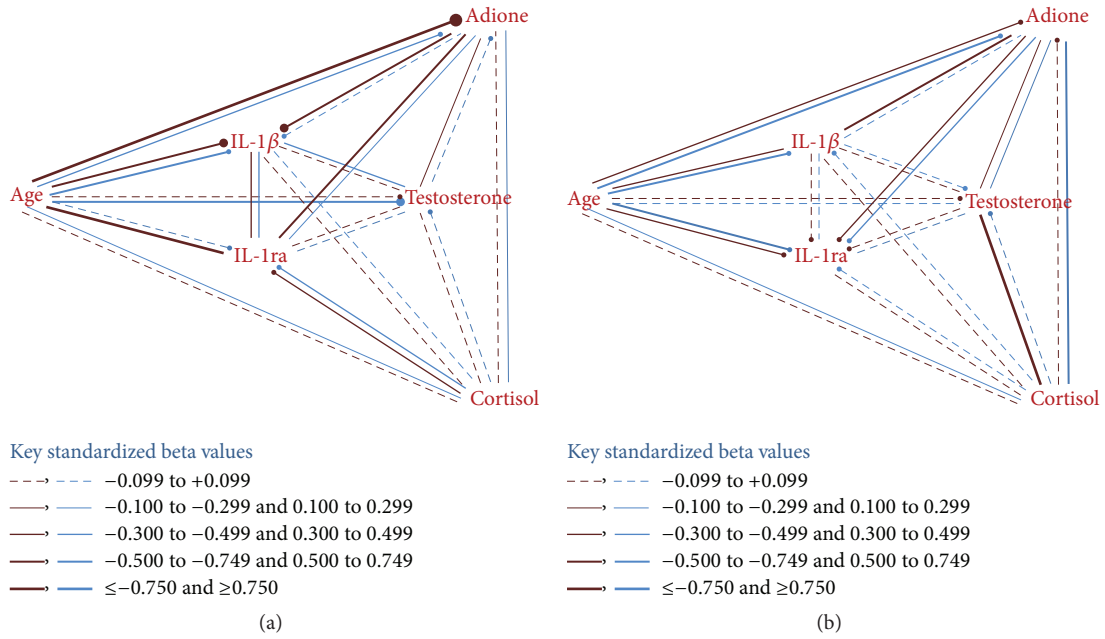 Adione
IL-1β
Age
Testosterone
IL-1ra
Cortisol
Key standardized beta values
, −0.099 to +0.099
, −0.100 to −0.299 and 0.100 to 0.299
, −0.300 to −0.499 and 0.300 to 0.499
, −0.500 to −0.749 and 0.500 to 0.749
, ≤−0.750 and ≥0.750
(a)
Adione
IL-1β
Age
Testosterone
IL-1ra
Cortisol
Key standardized beta values
, −0.099 to +0.099
, −0.100 to −0.299 and 0.100 to 0.299
, −0.300 to −0.499 and 0.300 to 0.499
, −0.500 to −0.749 and 0.500 to 0.749
, ≤−0.750 and ≥0.750
(b)